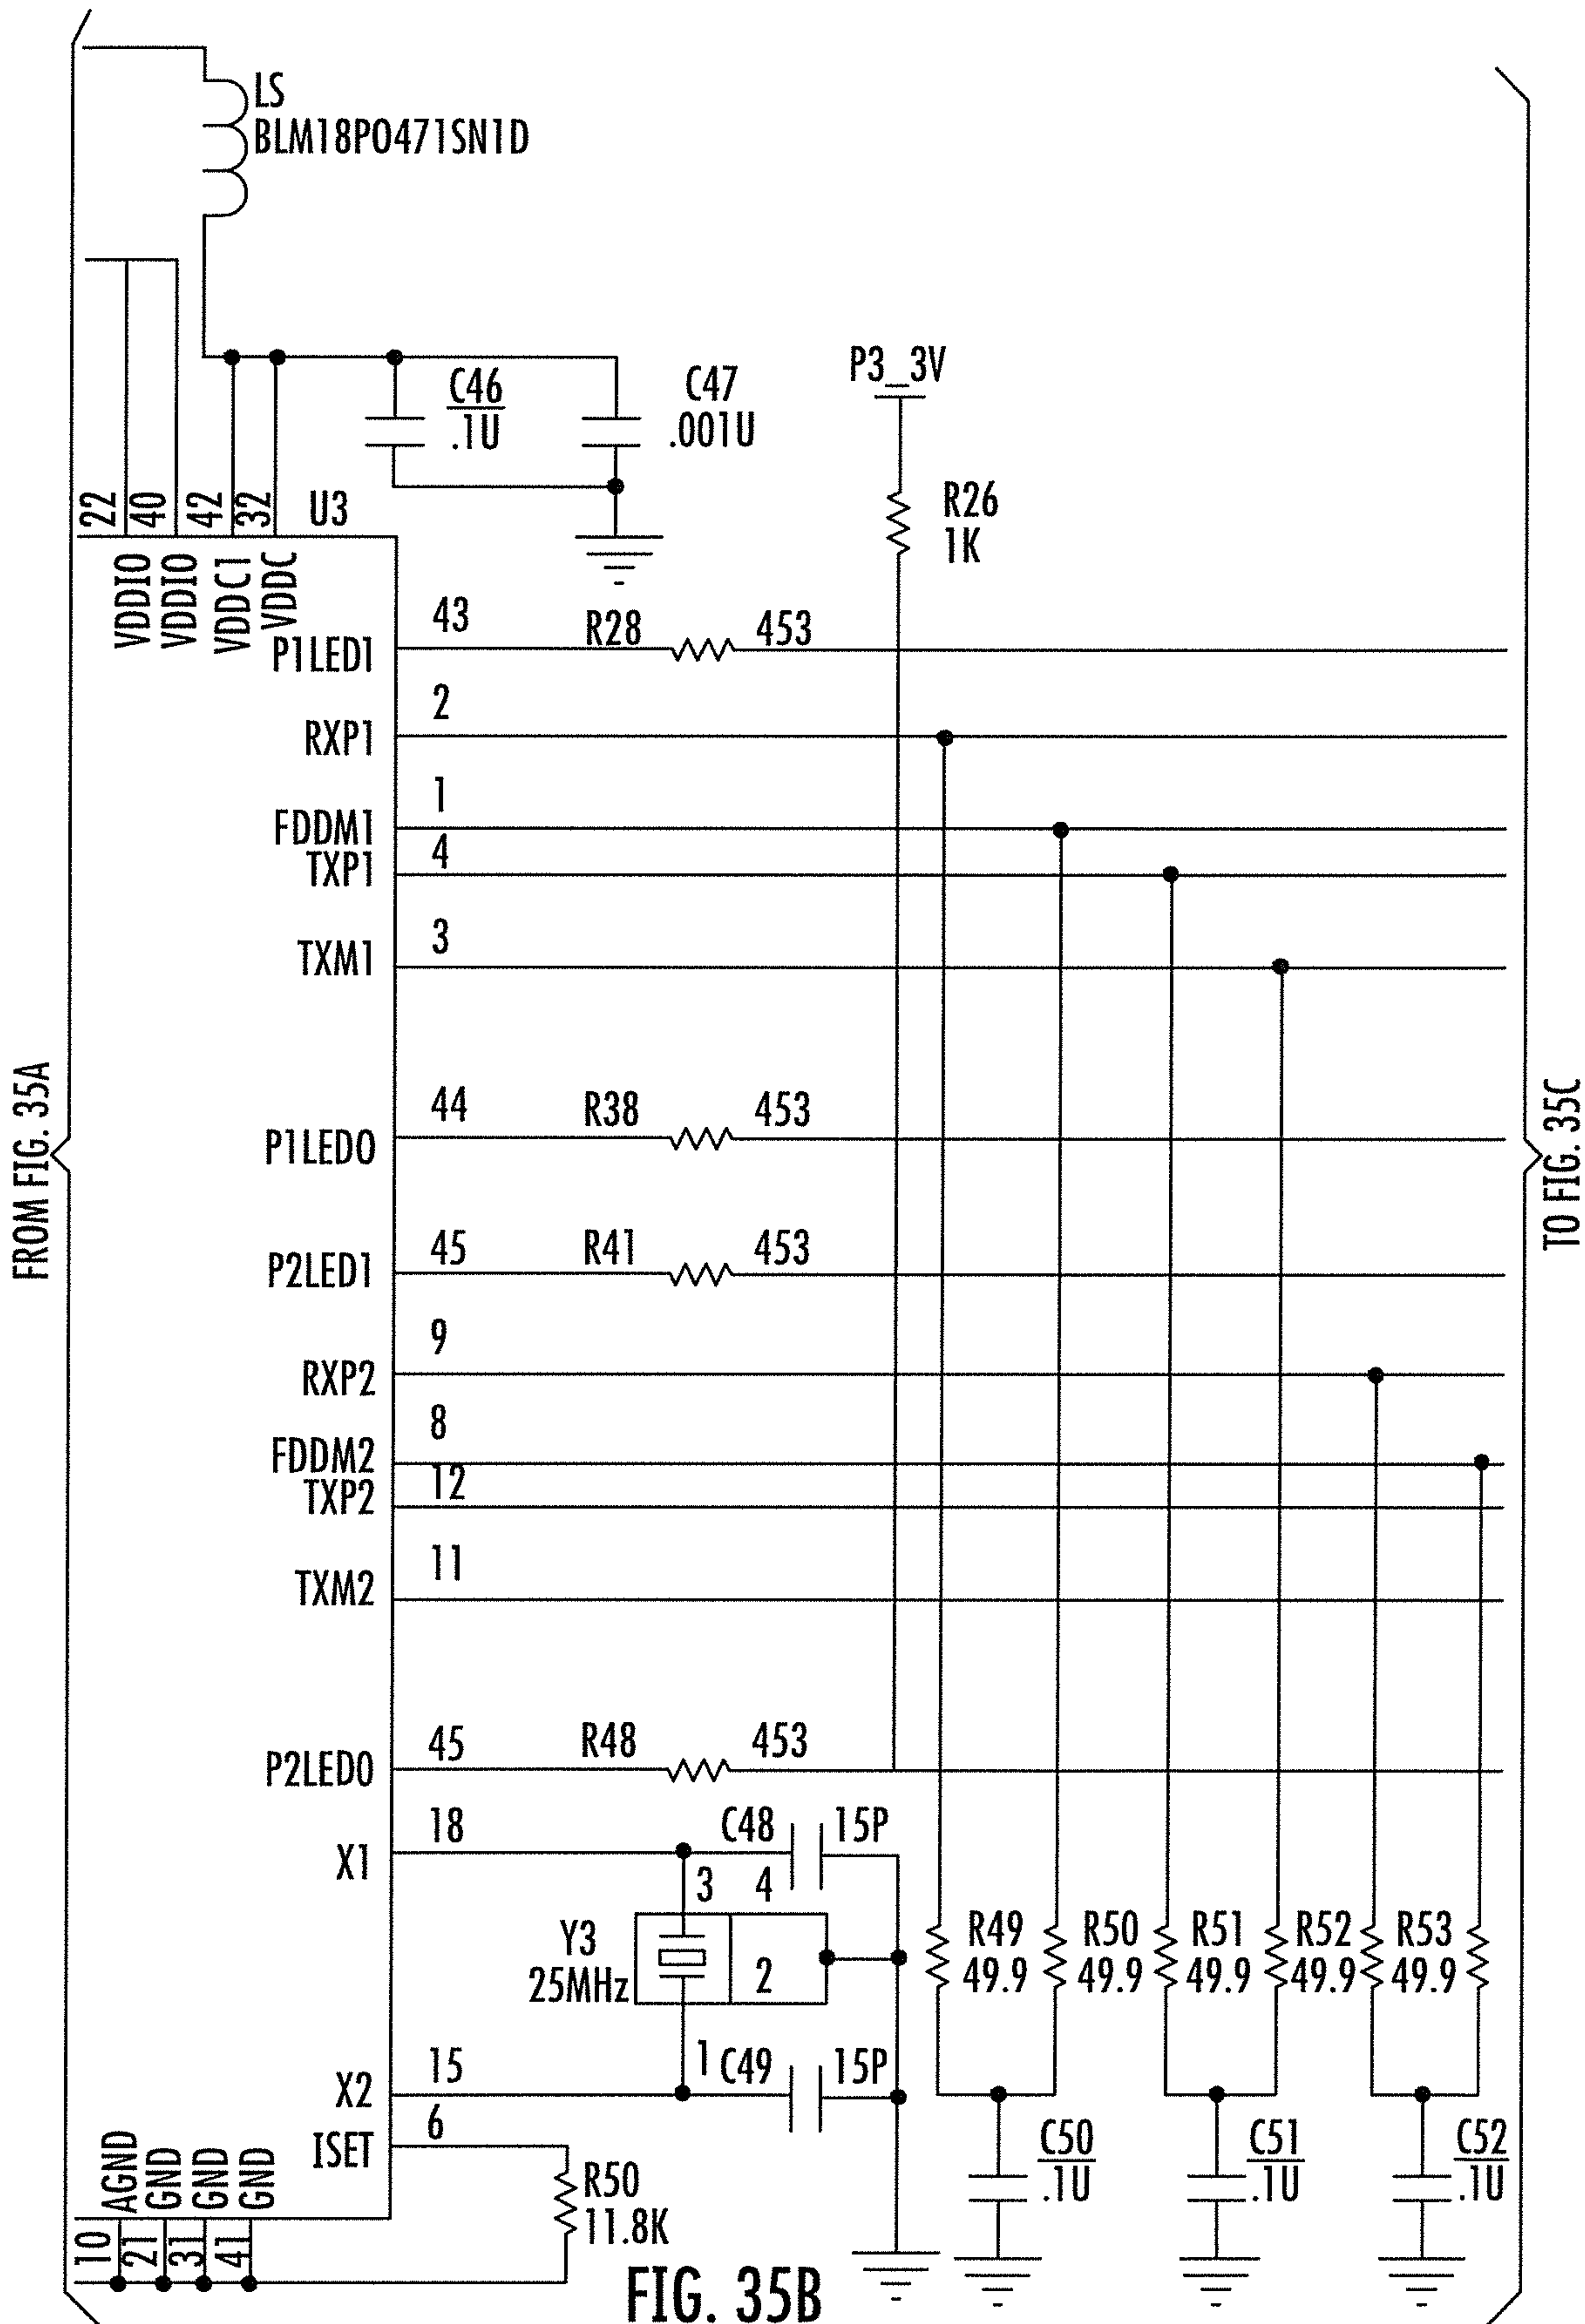 LS
BLM18PO471SN1D
P3_3V
C46
.1U
C47
.001U
R26
1K
22
40
42
32
U3
VDDIO
VDDIO
VDDC1
VDDC
43
R28
453
P1LED1
2
RXP1
1
FDDM1
4
TXP1
3
TXM1
FROM FIG. 35A
TO FIG. 35C
44
R38
453
P1LED0
45
R41
453
P2LED1
9
RXP2
8
FDDM2
12
TXP2
11
TXM2
45
R48
453
P2LED0
18
C48
15P
X1
3
4
Y3
25MHz
2
R49
49.9
R50
49.9
R51
49.9
R52
49.9
R53
49.9
15
1
C49
15P
X2
6
ISET
AGND
GND
GND
GND
R50
11.8K
C50
.1U
C51
.1U
C52
.1U
10
21
31
41
FIG. 35B